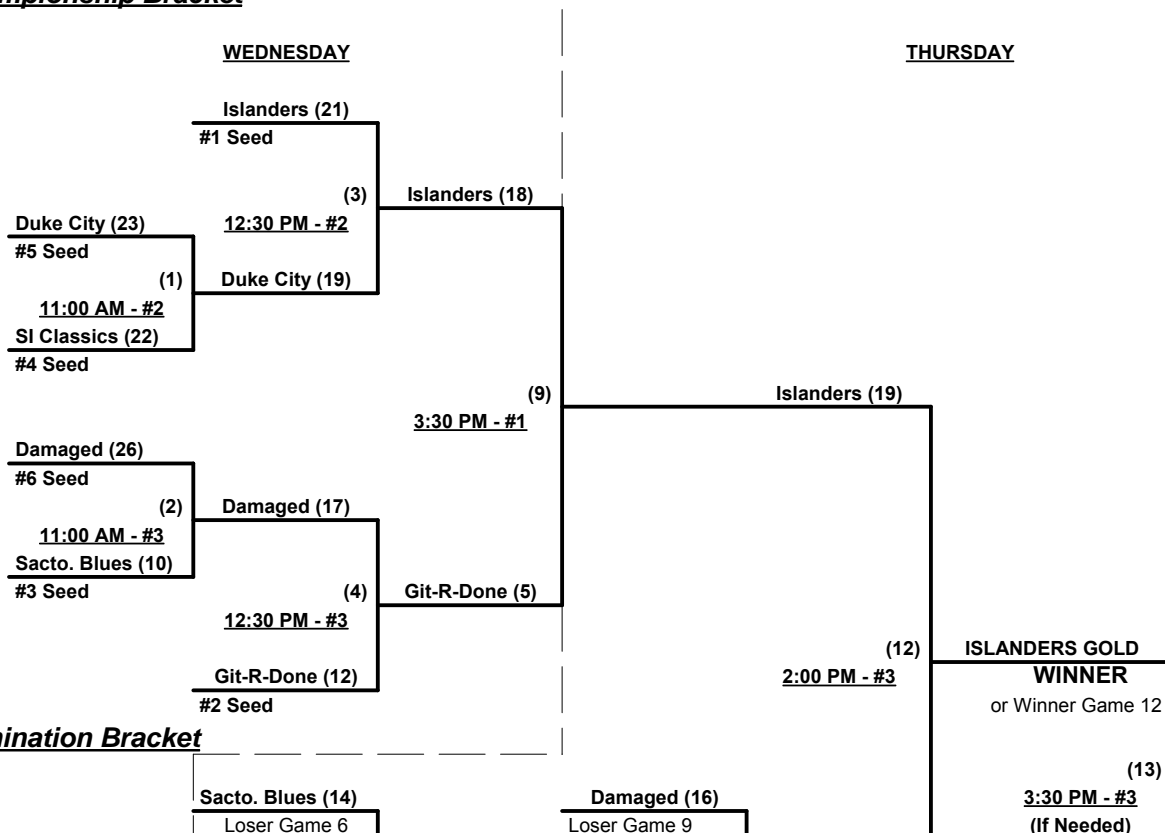 mpionship Bracket
WEDNESDAY
THURSDAY
Islanders (21)
#1 Seed
(3)
12:30 PM - #2
Islanders (18)
Duke City (23)
#5 Seed
(1)
11:00 AM - #2
Duke City (19)
SI Classics (22)
#4 Seed
(9)
3:30 PM - #1
Islanders (19)
Damaged (26)
#6 Seed
(2)
11:00 AM - #3
Damaged (17)
Sacto. Blues (10)
#3 Seed
(4)
12:30 PM - #3
Git-R-Done (5)
Git-R-Done (12)
#2 Seed
(12)
2:00 PM - #3
ISLANDERS GOLD
WINNER
or Winner Game 12
mination Bracket
(13)
3:30 PM - #3
(If Needed)
Sacto. Blues (14)
Loser Game 6
Damaged (16)
Loser Game 9